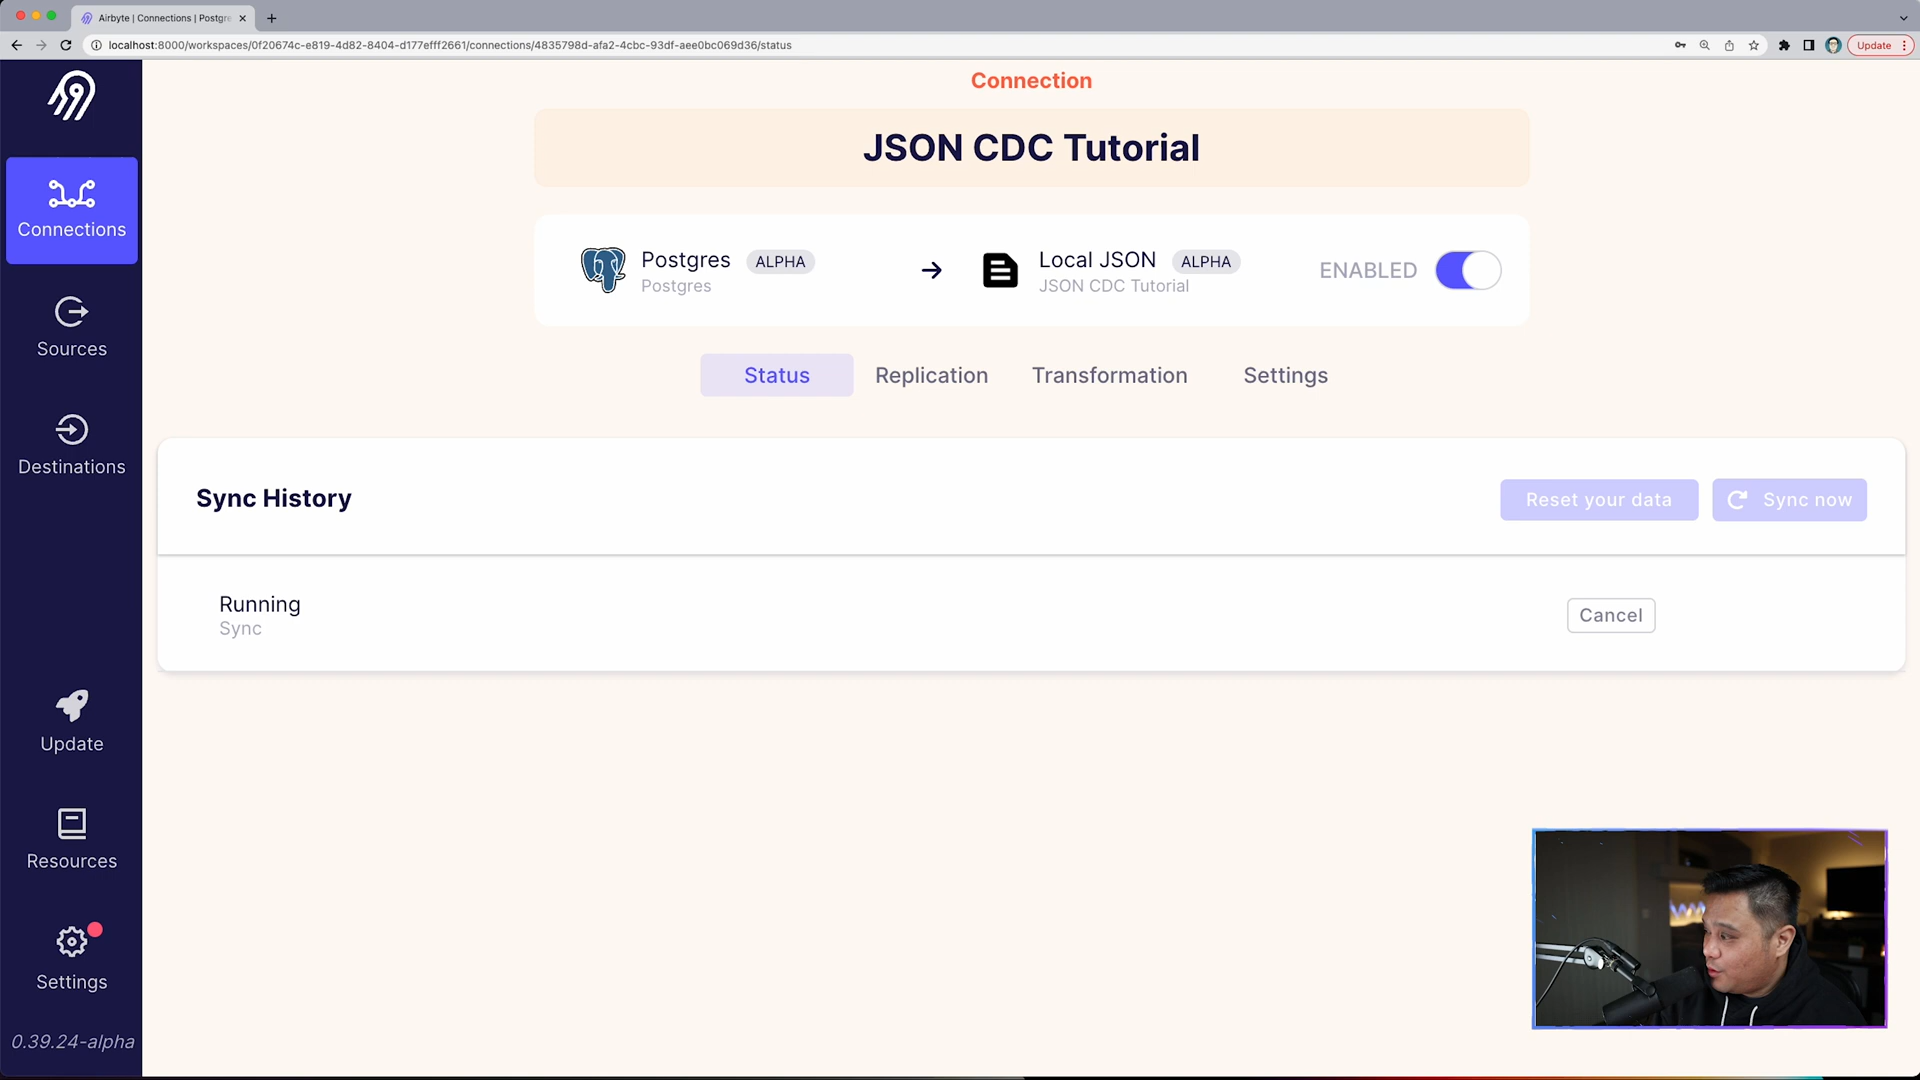 Airbyte | Connections | Postgre
localhost:8000/workspaces/0f20674c-e819-4d82-8404-d177efff2661/connections/4835798d-afa2-4cbc-93df-aee0bc069d36/status
Update
Connection
JSON CDC Tutorial
Connections
Postgres ALPHA
Postgres
Local JSON ALPHA
JSON CDC Tutorial
ENABLED
Sources
Status
Replication
Transformation
Settings
Destinations
Sync History
Reset your data
Sync now
Running
Sync
Cancel
Update
Resources
Settings
0.39.24-alpha